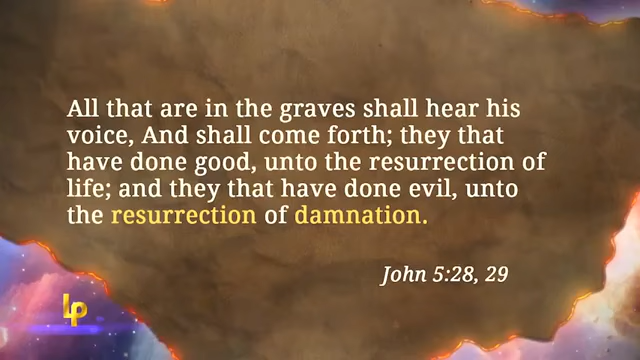 All that are in the graves shall hear his
voice, And shall come forth; they that
have done good, unto the resurrection of
life; and they that have done evil, unto
the resurrection of damnation.
John 5:28, 29
LP